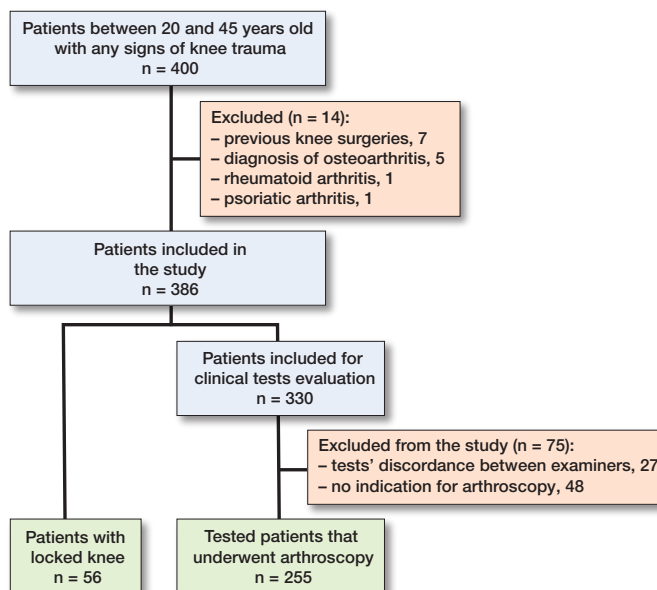 Patients between 20 and 45 years old
with any signs of knee trauma
n = 400
Excluded (n = 14):
– previous knee surgeries, 7
– diagnosis of osteoarthritis, 5
– rheumatoid arthritis, 1
– psoriatic arthritis, 1
Patients included in
the study
n = 386
Patients included for
clinical tests evaluation
n = 330
Excluded from the study (n = 75):
– tests’ discordance between examiners, 27
– no indication for arthroscopy, 48
Patients with
locked knee
n = 56
Tested patients that
underwent arthroscopy
n = 255